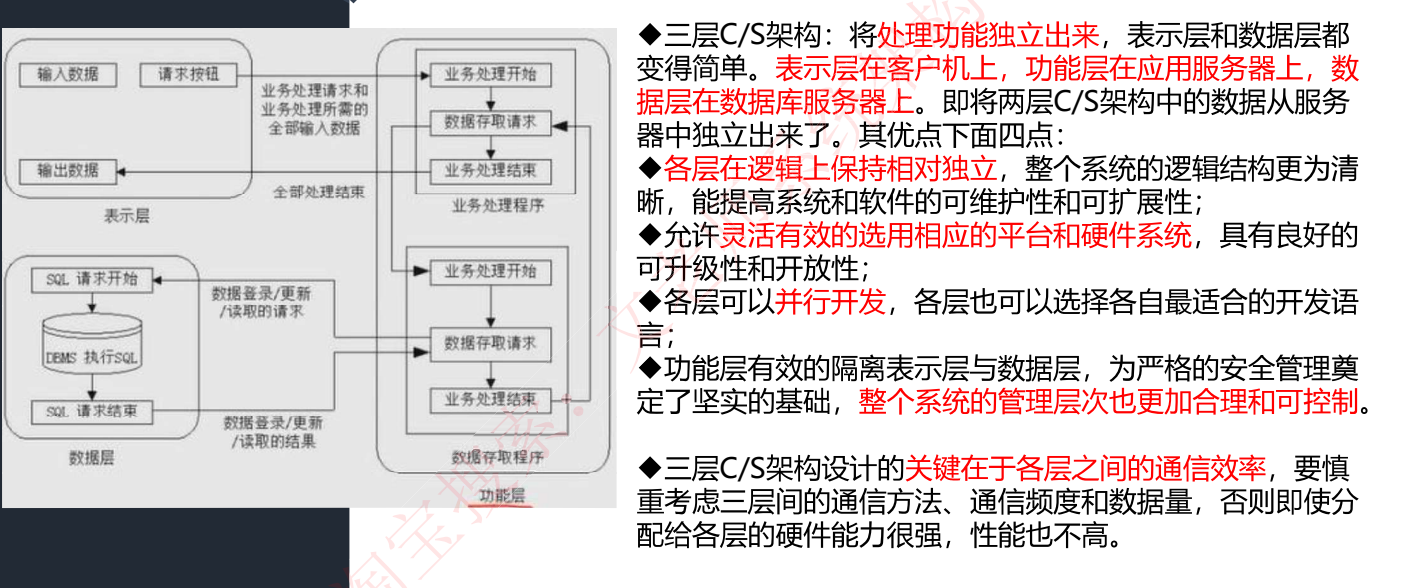 输入数据
请求按钮
业务处理请求和
业务处理所需的
全部输入数据
业务处理开始
数据存取请求
业务处理结束
输出数据
全部处理结束
表示层
业务处理程序
SQL 请求开始
数据登录/更新
/读取的请求
DBMS 执行SQL
SQL 请求结束
数据登录/更新
/读取的结果
数据层
业务处理开始
数据存取请求
业务处理结束
数据存取程序
功能层
◆三层C/S架构：将处理功能独立出来，表示层和数据层都
变得简单。表示层在客户机上，功能层在应用服务器上，数
据层在数据库服务器上。即将两层C/S架构中的数据从服务
器中独立出来了。其优点下面四点：
◆各层在逻辑上保持相对独立，整个系统的逻辑结构更为清
晰，能提高系统和软件的可维护性和可扩展性；
◆允许灵活有效的选用相应的平台和硬件系统，具有良好的
可升级性和开放性；
◆各层可以并行开发，各层也可以选择各自最适合的开发语
言；
◆功能层有效的隔离表示层与数据层，为严格的安全管理奠
定了坚实的基础，整个系统的管理层次也更加合理和可控制。
◆三层C/S架构设计的关键在于各层之间的通信效率，要慎
重考虑三层间的通信方法、通信频度和数据量，否则即使分
配给各层的硬件能力很强，性能也不高。